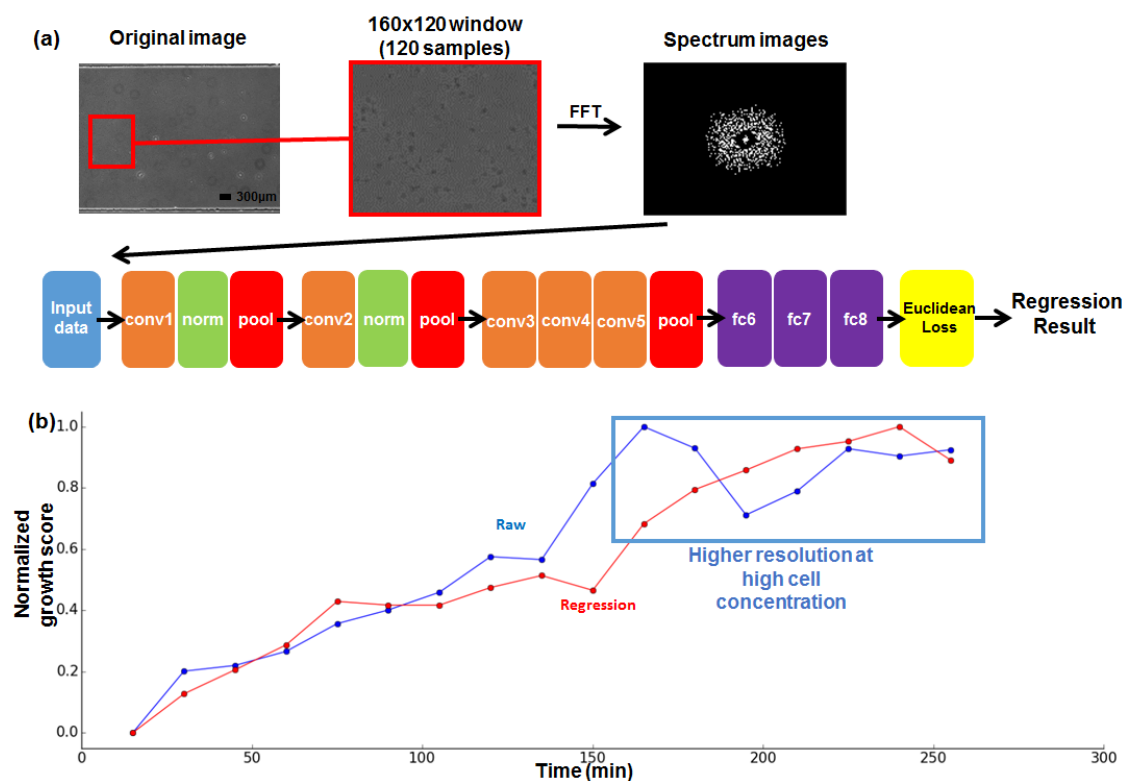 (a)
Original image
160x120 window
(120 samples)
Spectrum images
FFT
300µm
Input
data
conv1
norm
pool
conv2
norm
pool
conv3
conv4
conv5
pool
fc6
fc7
fc8
Euclidean
Loss
Regression
Result
(b)
Normalized
growth score
1.0
0.8
0.6
0.4
0.2
0.0
Raw
Regression
Higher resolution at
high cell
concentration
0
50
100
150
200
250
300
Time (min)